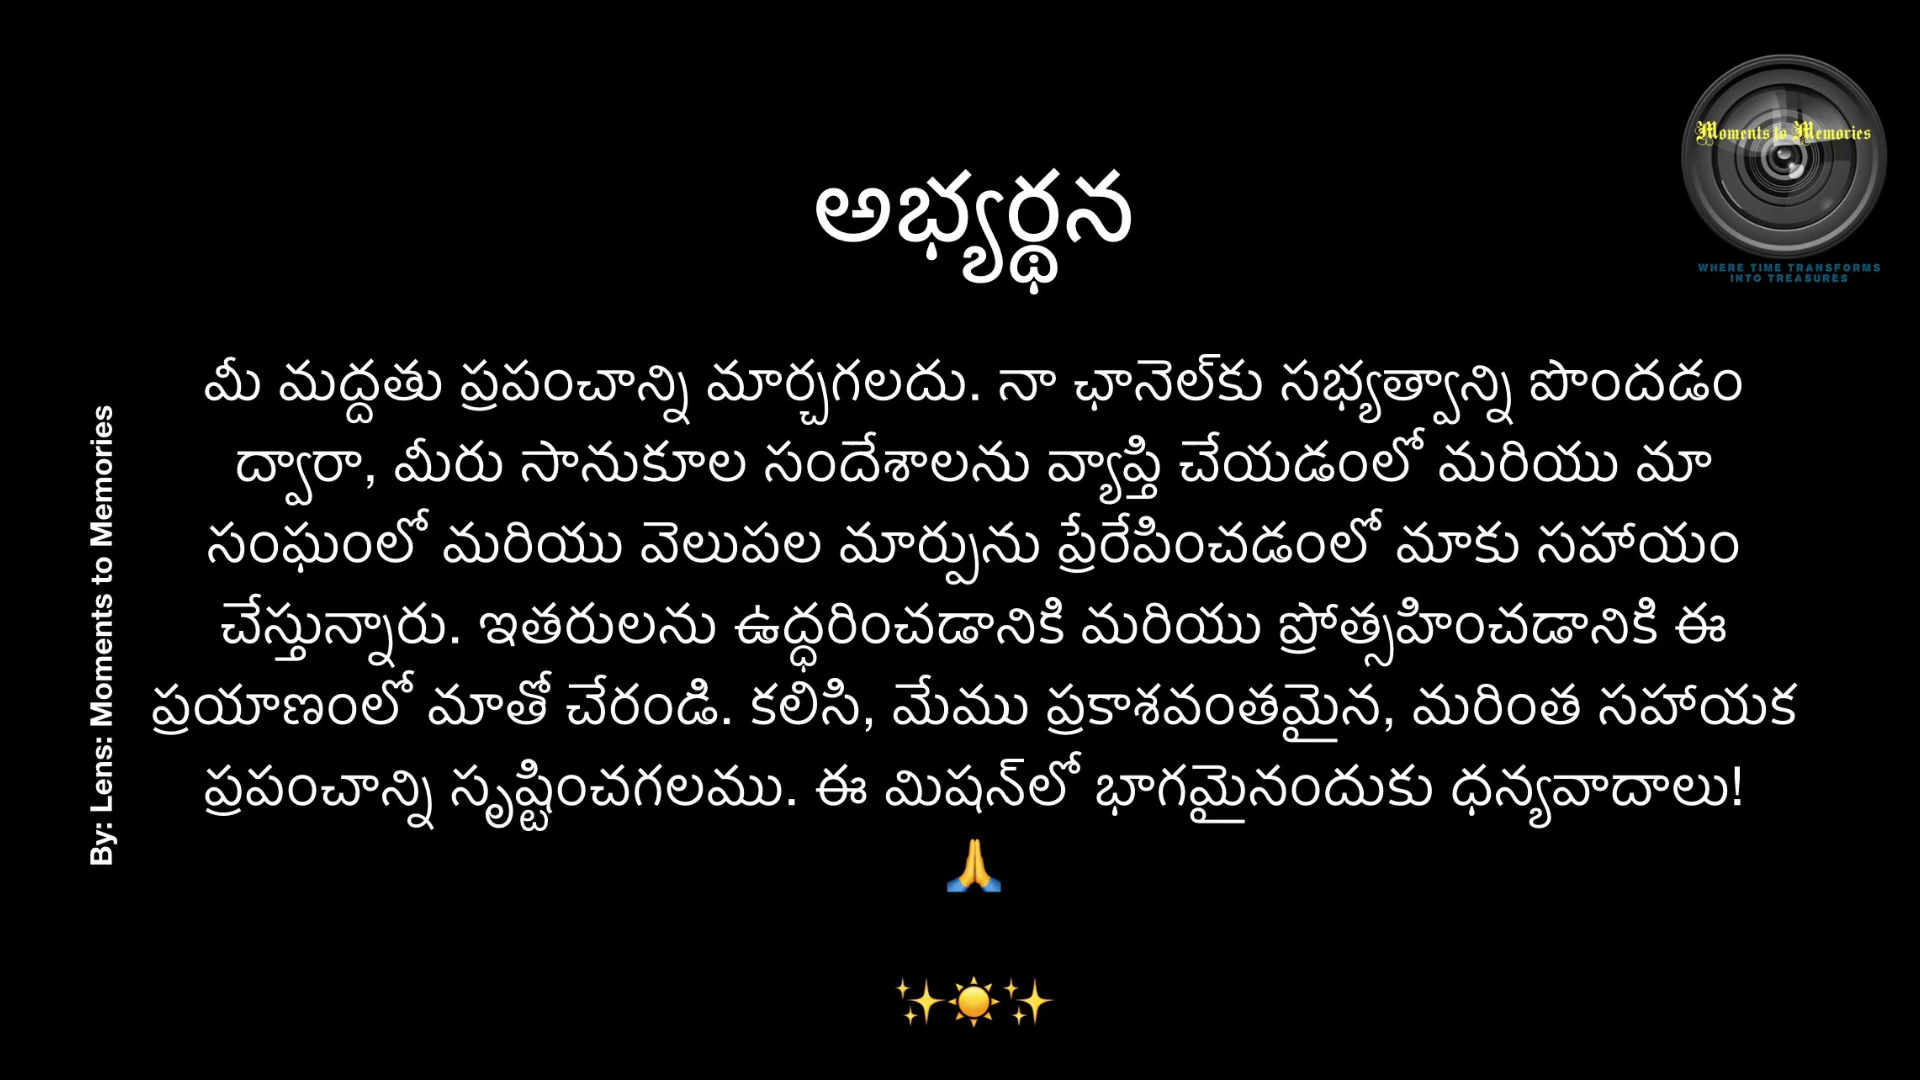 Moments to Memories
WHERE TIME TRANSFORMS
INTO TREASURES
అభ్యర్థన
మీ మద్దతు ప్రపంచాన్ని మార్చగలదు. నా ఛానెల్‌కు సభ్యత్వాన్ని పొందడం
ద్వారా, మీరు సానుకూల సందేశాలను వ్యాప్తి చేయడంలో మరియు మా
సంఘంలో మరియు వెలుపల మార్పును ప్రేరేపించడంలో మాకు సహాయం
చేస్తున్నారు. ఇతరులను ఉద్ధరించడానికి మరియు ప్రోత్సహించడానికి ఈ
ప్రయాణంలో మాతో చేరండి. కలిసి, మేము ప్రకాశవంతమైన, మరింత సహాయక
ప్రపంచాన్ని సృష్టించగలము. ఈ మిషన్‌లో భాగమైనందుకు ధన్యవాదాలు!
🙏
✨☀️✨
By: Lens: Moments to Memories